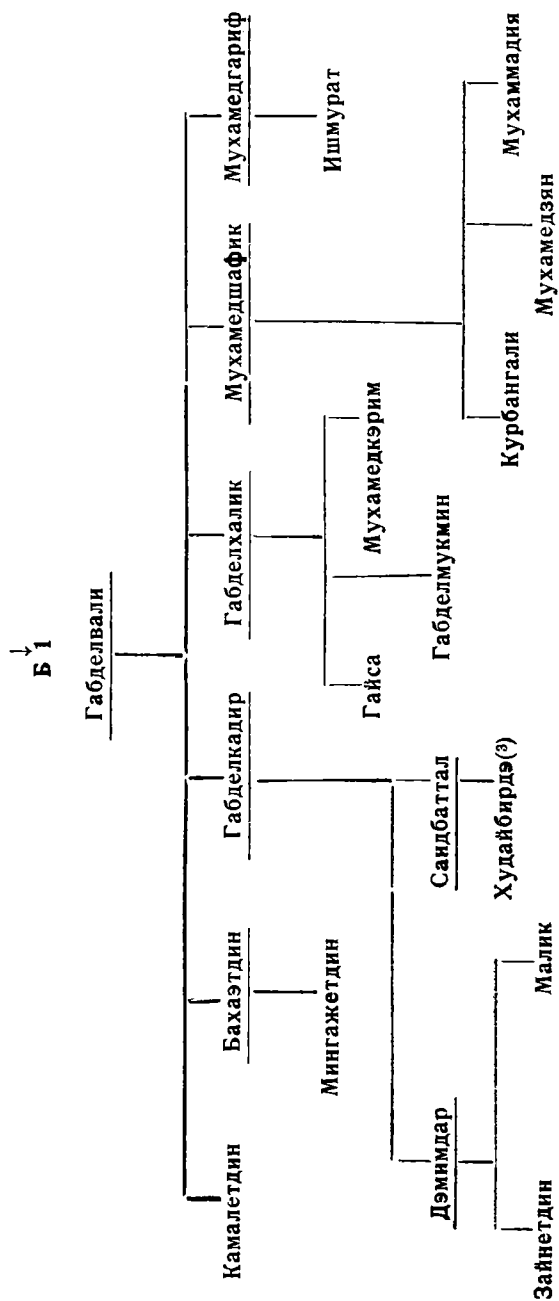 Б 1
Габделвали
Камалетдин Бахаэтдин Габделкадир Габделхалик Мухамедшафик Мухамедгариф
Мингажетдин Гайса Мухамедкэрим Ишмурат
Габделмукмин
Дэмимдар Саидбаттал Курбангали Мухаммадия
Худайбирдэ(³) Мухамедзян
Зайнетдин Малик